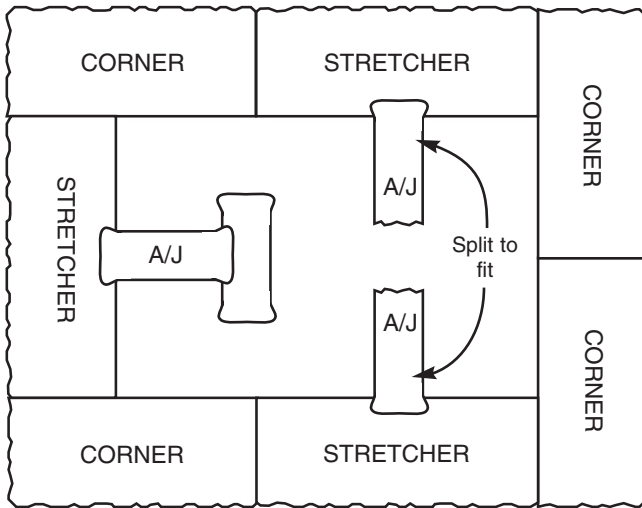 CORNER
STRETCHER
CORNER
STRETCHER
A/J
A/J
Split to
fit
A/J
CORNER
CORNER
STRETCHER